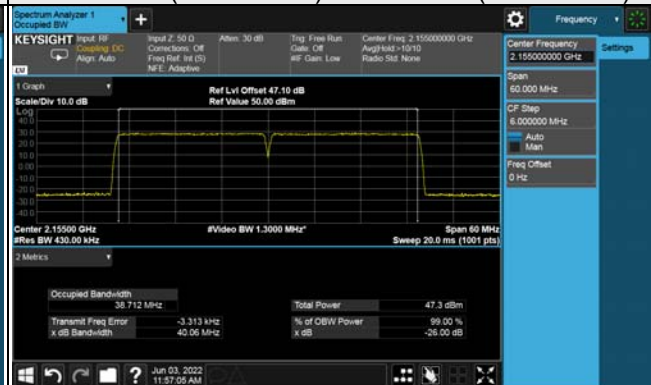 Spectrum Analyzer 1
Occupied BW
Frequency
KEYSIGHT
Input: RF
Coupling: DC
Align: Auto
Input Z: 50 Ω
Corrections: Off
Freq Ref: Int (S)
NFE: Adaptive
Atten: 30 dB
Trig: Free Run
Gate: Off
#IF Gain: Low
Center Freq: 2.155000000 GHz
Avg|Hold:>10/10
Radio Std: None
LM
Center Frequency
2.155000000 GHz
Settings
Span
60.000 MHz
CF Step
6.000000 MHz
Auto
Man
Freq Offset
0 Hz
1 Graph
Scale/Div 10.0 dB
Ref Lvl Offset 47.10 dB
Ref Value 50.00 dBm
Log
40.0
30.0
20.0
10.0
0.00
-10.0
-20.0
-30.0
-40.0
Center 2.15500 GHz
#Res BW 430.00 kHz
#Video BW 1.3000 MHz*
Span 60 MHz
Sweep 20.0 ms (1001 pts)
2 Metrics
Occupied Bandwidth
38.712 MHz
Total Power
47.3 dBm
Transmit Freq Error
-3.313 kHz
% of OBW Power
99.00 %
x dB Bandwidth
40.06 MHz
x dB
-26.00 dB
?
Jun 03, 2022
11:57:05 AM